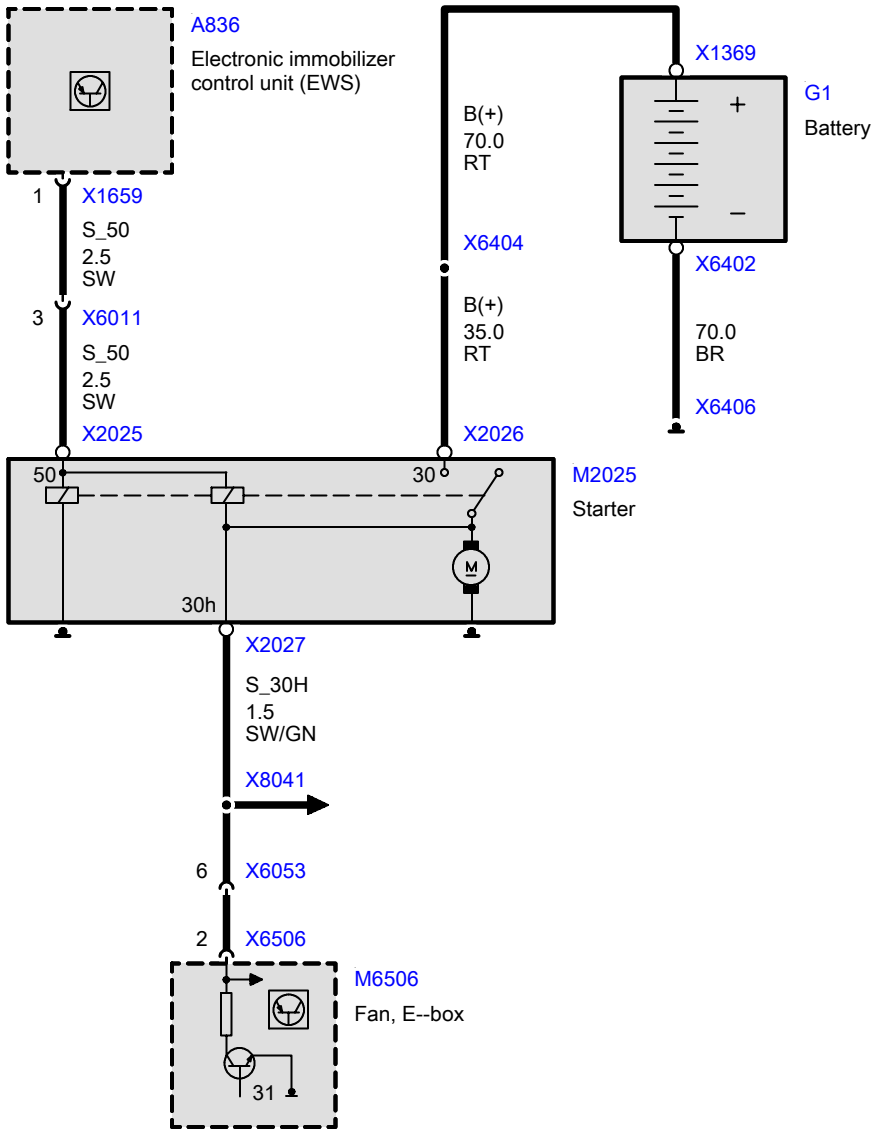 A836
Electronic immobilizer
control unit (EWS)
1
X1659
S_50
2.5
SW
3
X6011
S_50
2.5
SW
X2025
B(+)
70.0
RT
X6404
B(+)
35.0
RT
X2026
X1369
G1
Battery
+
–
X6402
70.0
BR
X6406
50
30
M2025
Starter
M
30h
X2027
S_30H
1.5
SW/GN
X8041
6
X6053
2
X6506
M6506
Fan, E--box
31